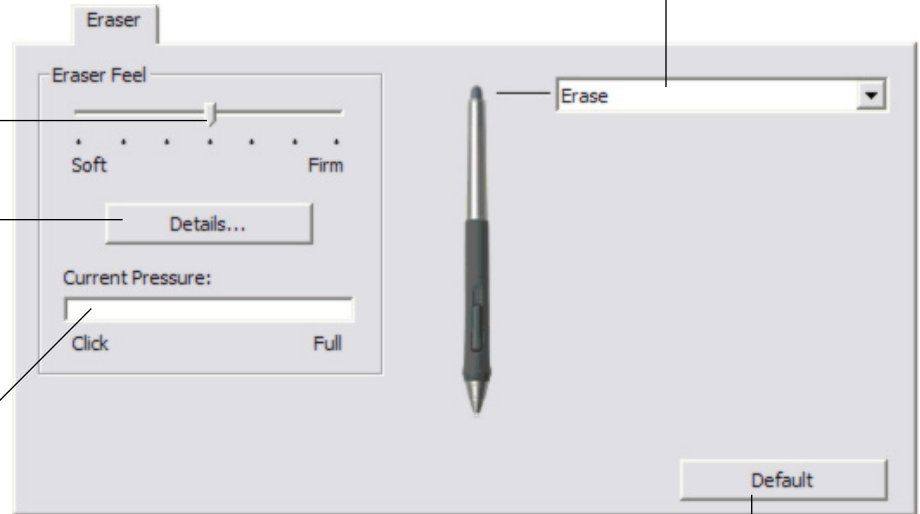 Eraser
Eraser Feel
Erase
Soft Firm
Details...
Current Pressure:
Click Full
Default